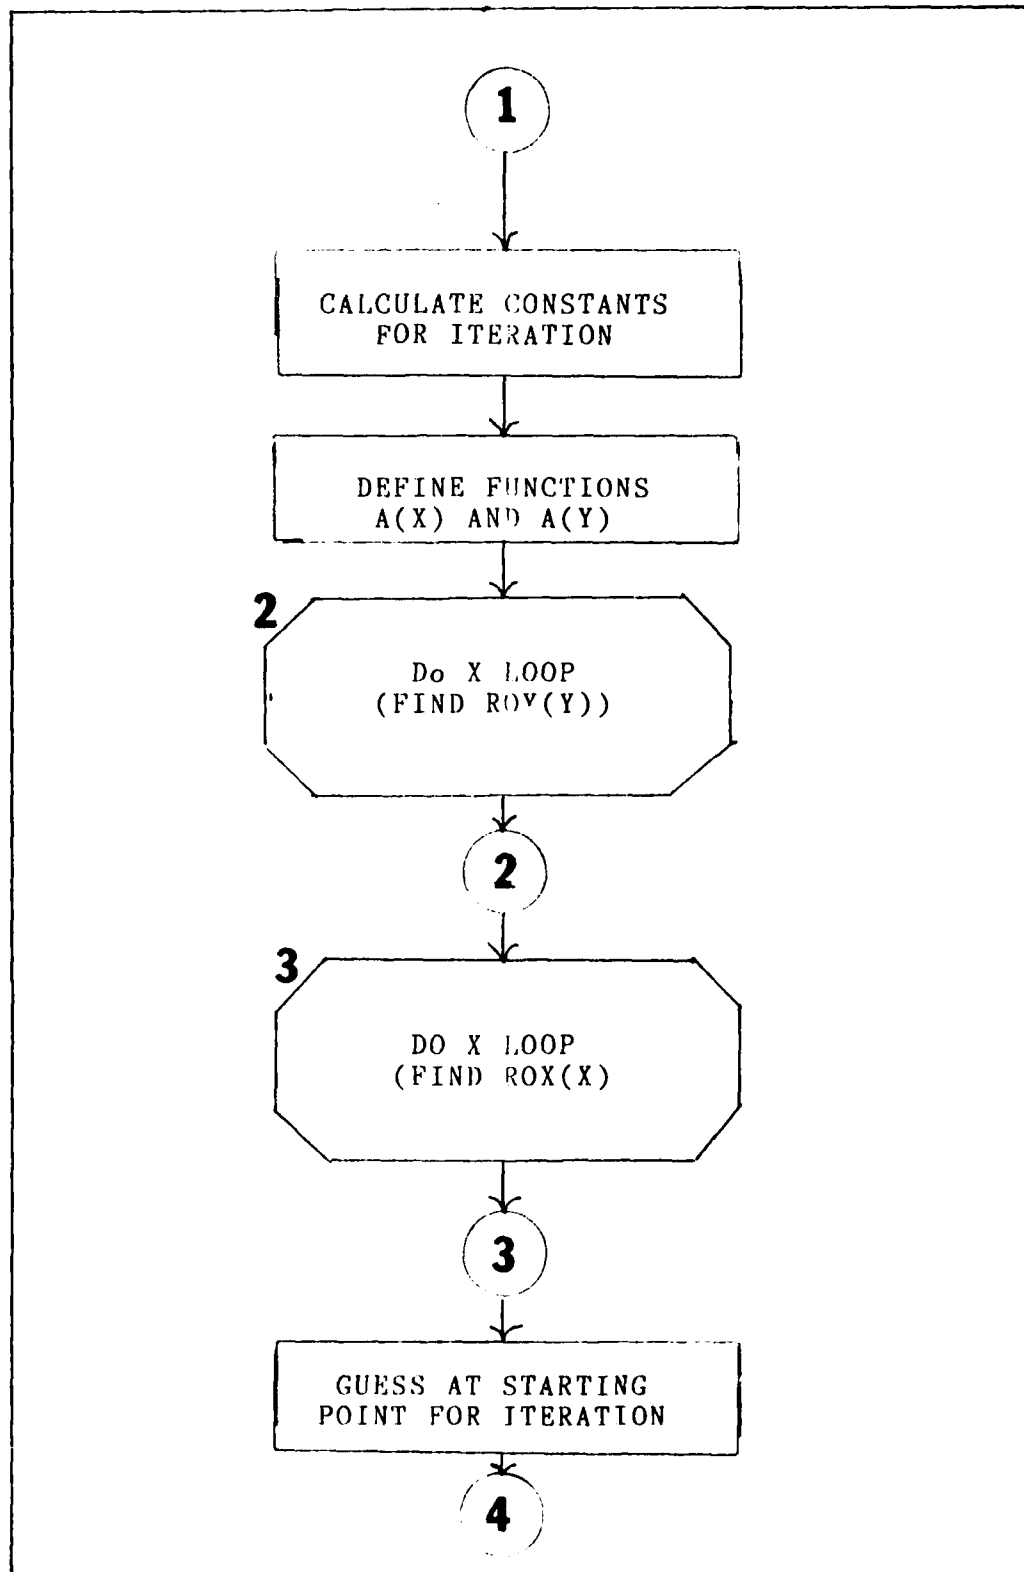 1
CALCULATE CONSTANTS
FOR ITERATION
DEFINE FUNCTIONS
A(X) AND A(Y)
2
Do X LOOP
(FIND ROY(Y))
2
3
DO X LOOP
(FIND ROX(X)
3
GUESS AT STARTING
POINT FOR ITERATION
4